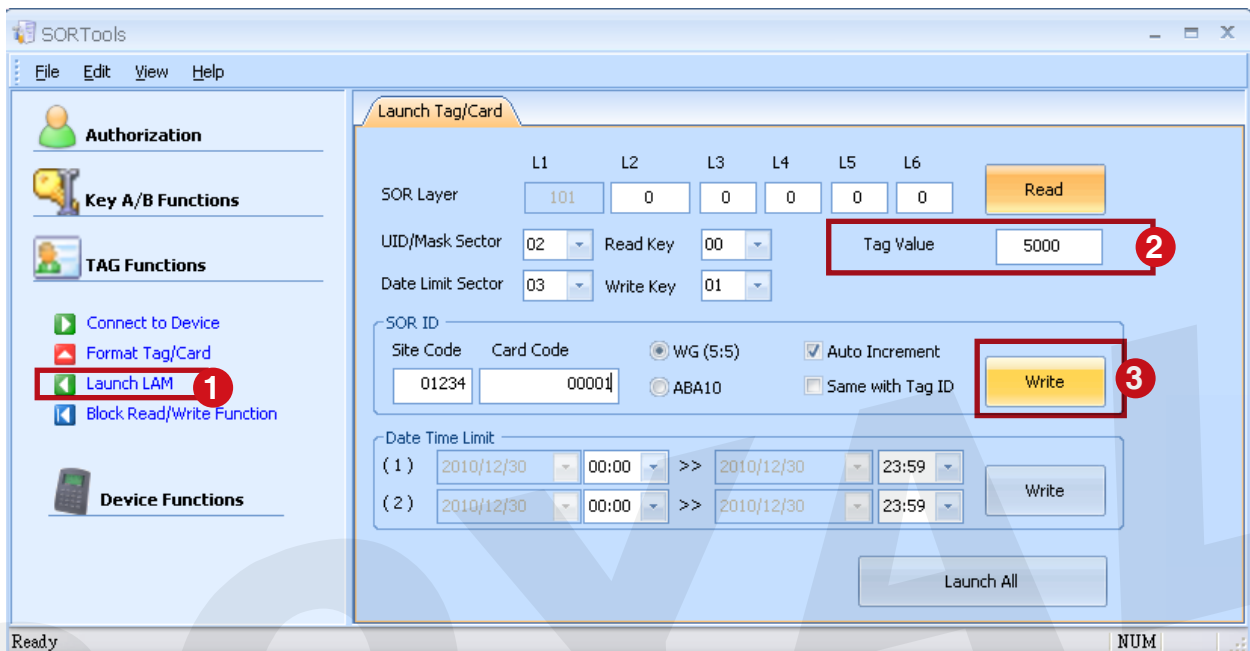 SORTools
File Edit View Help
Authorization
Key A/B Functions
TAG Functions
Connect to Device
Format Tag/Card
Launch LAM 1
Block Read/Write Function
Device Functions
Launch Tag/Card
L1 L2 L3 L4 L5 L6
SOR Layer 101 0 0 0 0 0 Read
UID/Mask Sector 02 Read Key 00 Tag Value 5000 2
Date Limit Sector 03 Write Key 01
SOR ID
Site Code Card Code WG (5:5) Auto Increment
01234 00001 ABA10 Same with Tag ID Write 3
Date Time Limit
(1) 2010/12/30 00:00 >> 2010/12/30 23:59
(2) 2010/12/30 00:00 >> 2010/12/30 23:59 Write
Launch All
Ready NUM